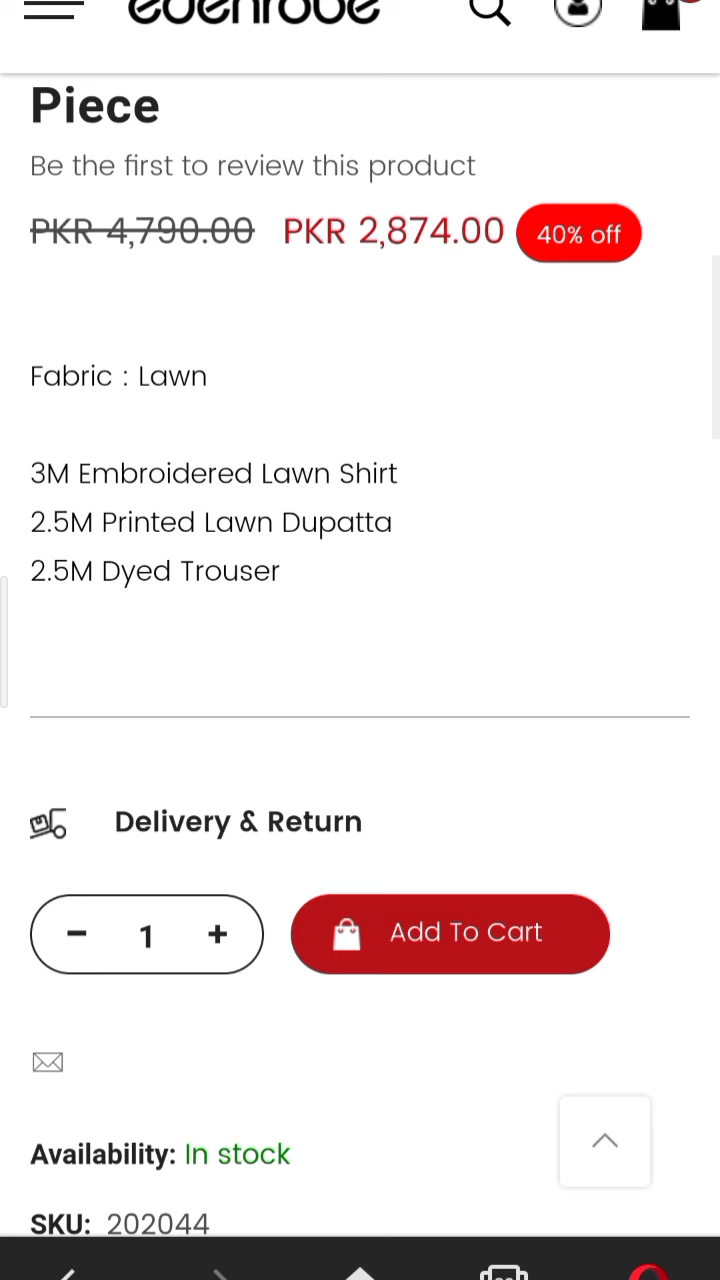 edenrobe
Piece
Be the first to review this product
PKR 4,790.00 PKR 2,874.00 40% off
Fabric : Lawn
3M Embroidered Lawn Shirt
2.5M Printed Lawn Dupatta
2.5M Dyed Trouser
Delivery & Return
- 1 + Add To Cart
Availability: In stock
SKU: 202044